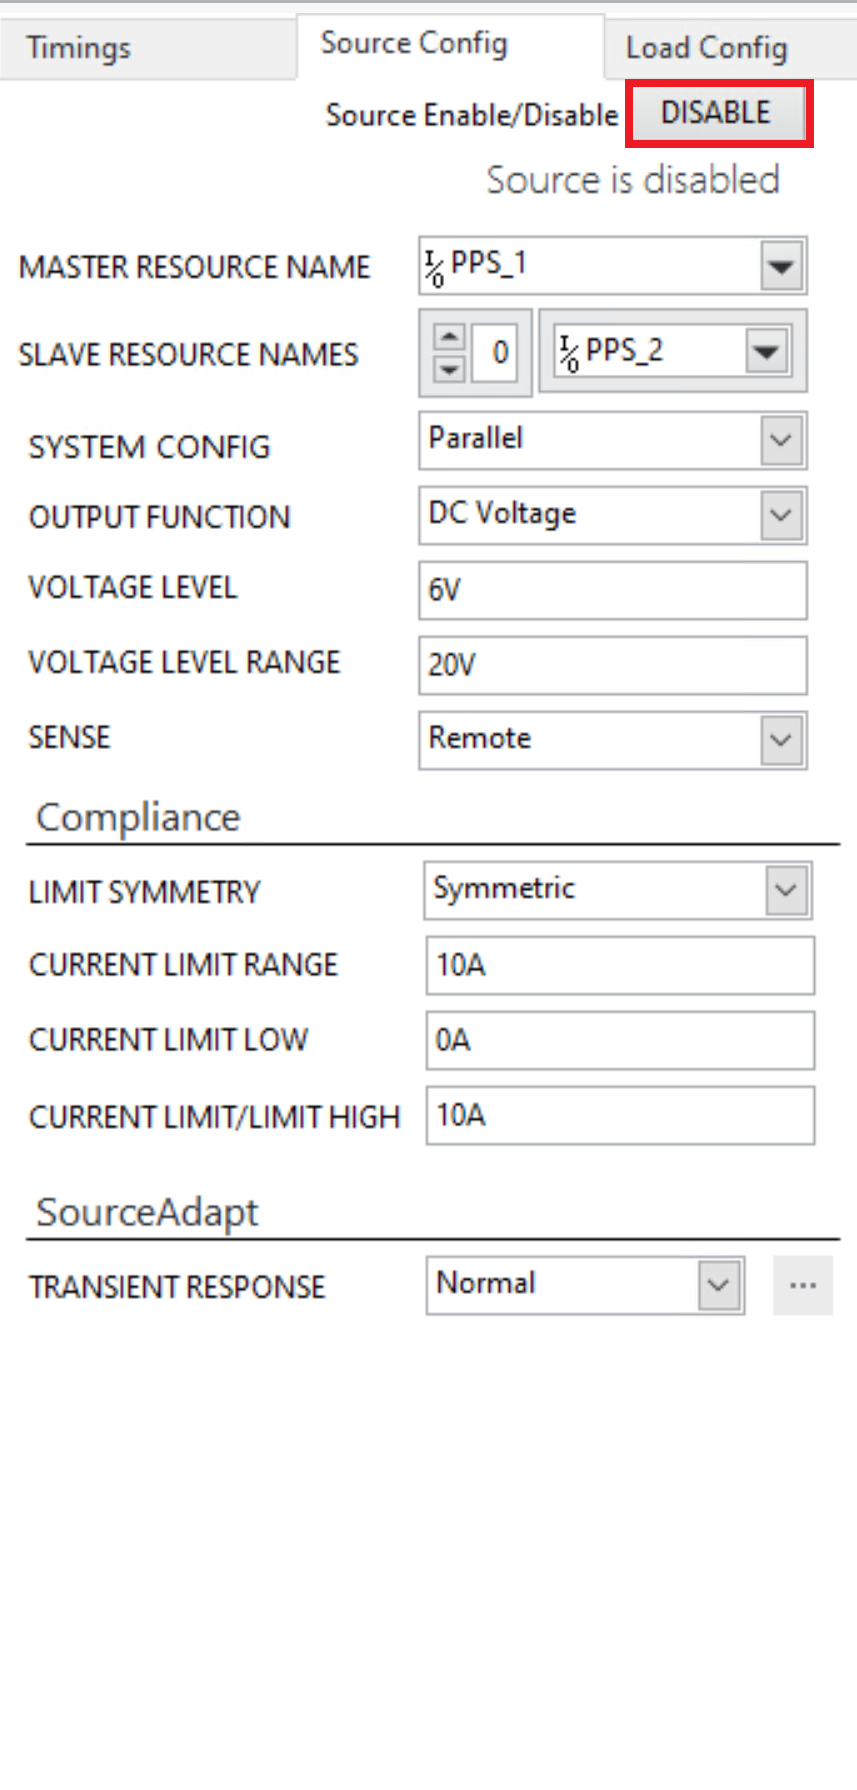 Timings
Source Config
Load Config
Source Enable/Disable DISABLE
Source is disabled
MASTER RESOURCE NAME I/O PPS_1
SLAVE RESOURCE NAMES 0 I/O PPS_2
SYSTEM CONFIG Parallel
OUTPUT FUNCTION DC Voltage
VOLTAGE LEVEL 6V
VOLTAGE LEVEL RANGE 20V
SENSE Remote
Compliance
LIMIT SYMMETRY Symmetric
CURRENT LIMIT RANGE 10A
CURRENT LIMIT LOW 0A
CURRENT LIMIT/LIMIT HIGH 10A
SourceAdapt
TRANSIENT RESPONSE Normal ...